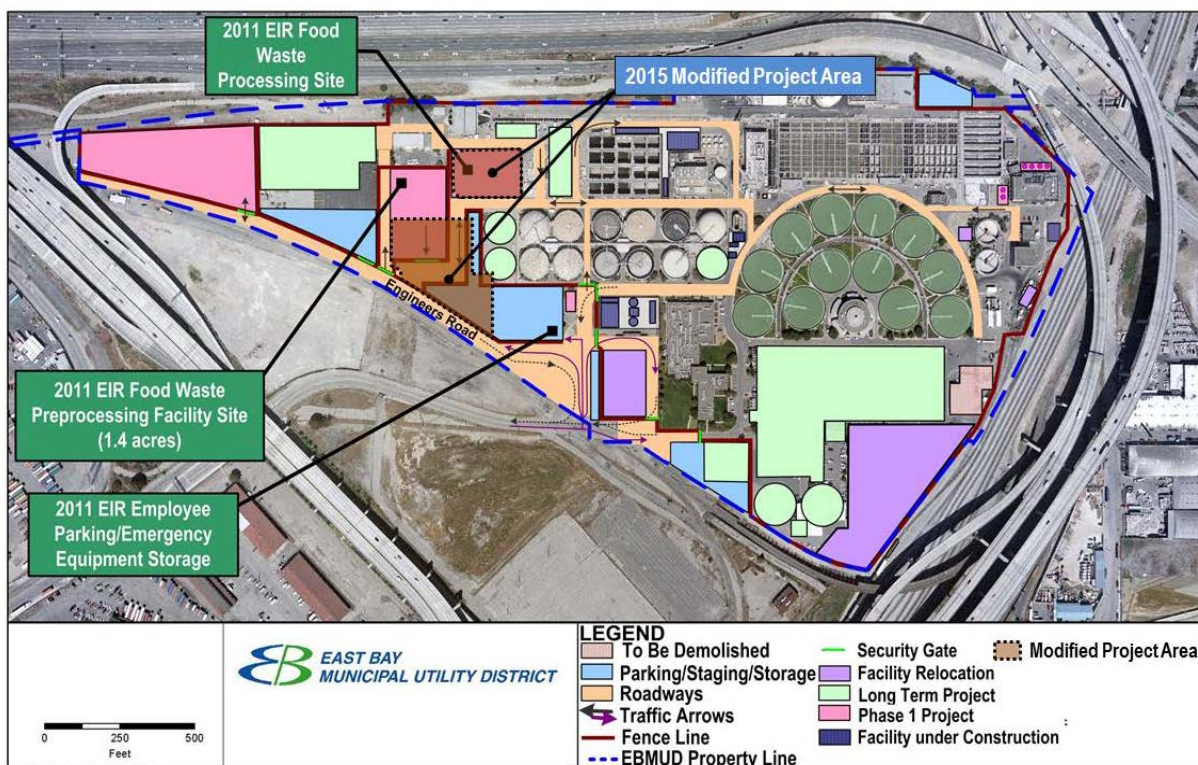 2011 EIR Food
Waste
Processing Site
2015 Modified Project Area
Engineers Road
2011 EIR Food Waste
Preprocessing Facility Site
(1.4 acres)
2011 EIR Employee
Parking/Emergency
Equipment Storage
EB
EAST BAY
MUNICIPAL UTILITY DISTRICT
0 250 500
Feet
LEGEND
To Be Demolished
Parking/Staging/Storage
Roadways
Traffic Arrows
Fence Line
EBMUD Property Line
Security Gate
Facility Relocation
Long Term Project
Phase 1 Project
Facility under Construction
Modified Project Area